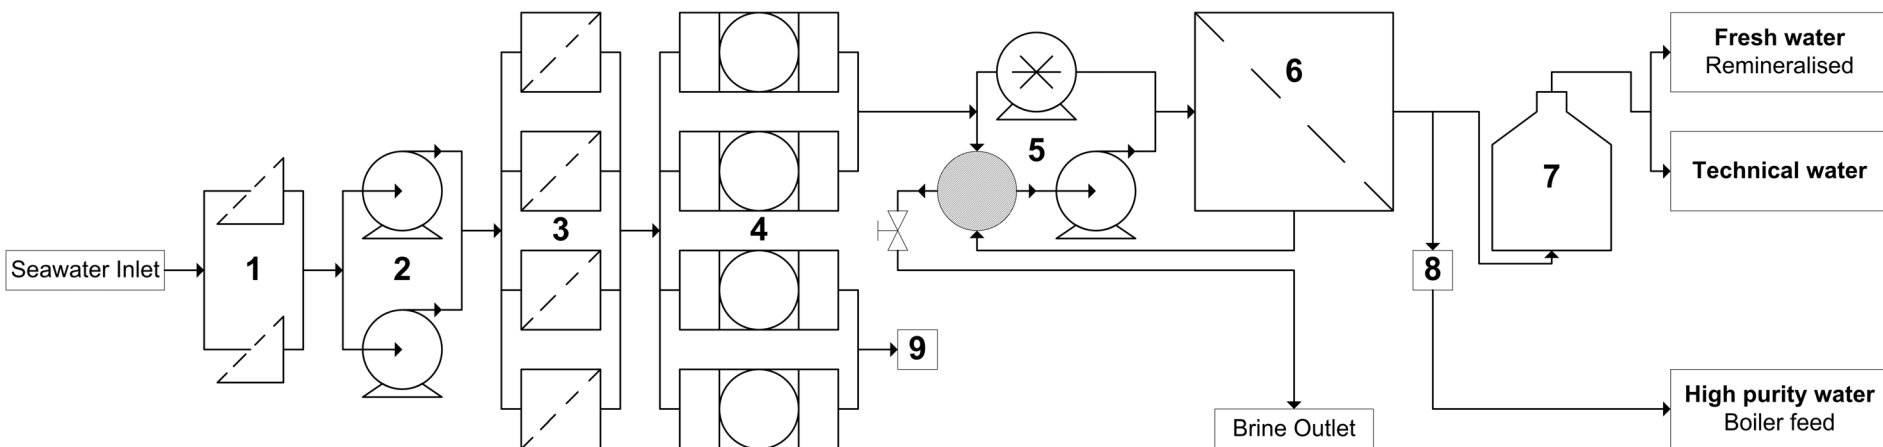 Fresh water
Remineralised
6
5
Technical water
7
3
4
Seawater Inlet
1
2
8
9
High purity water
Boiler feed
Brine Outlet